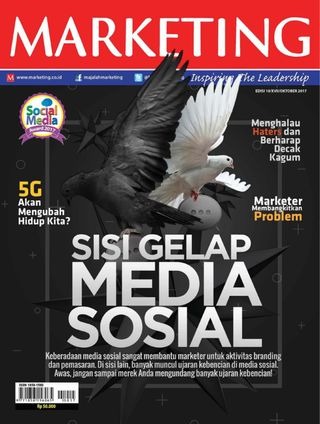 MARKETING
www.marketing.co.id
majalahmarketing
Inspiring The Leadership
EDISI 10/XVII/OKTOBER 2017
Social
Media
Award 2017
Menghalau
Haters dan
Berharap
Decak
Kagum
5G
Akan
Mengubah
Hidup Kita?
Marketer
Membangkitkan
Problem
SISI GELAP
MEDIA
SOSIAL
Keberadaan media sosial sangat membantu marketer untuk aktivitas branding
dan pemasaran. Di sisi lain, banyak muncul ujaran kebencian di media sosial.
Awas, jangan sampai merek Anda mengundang banyak ujaran kebencian!
Rp 50.000